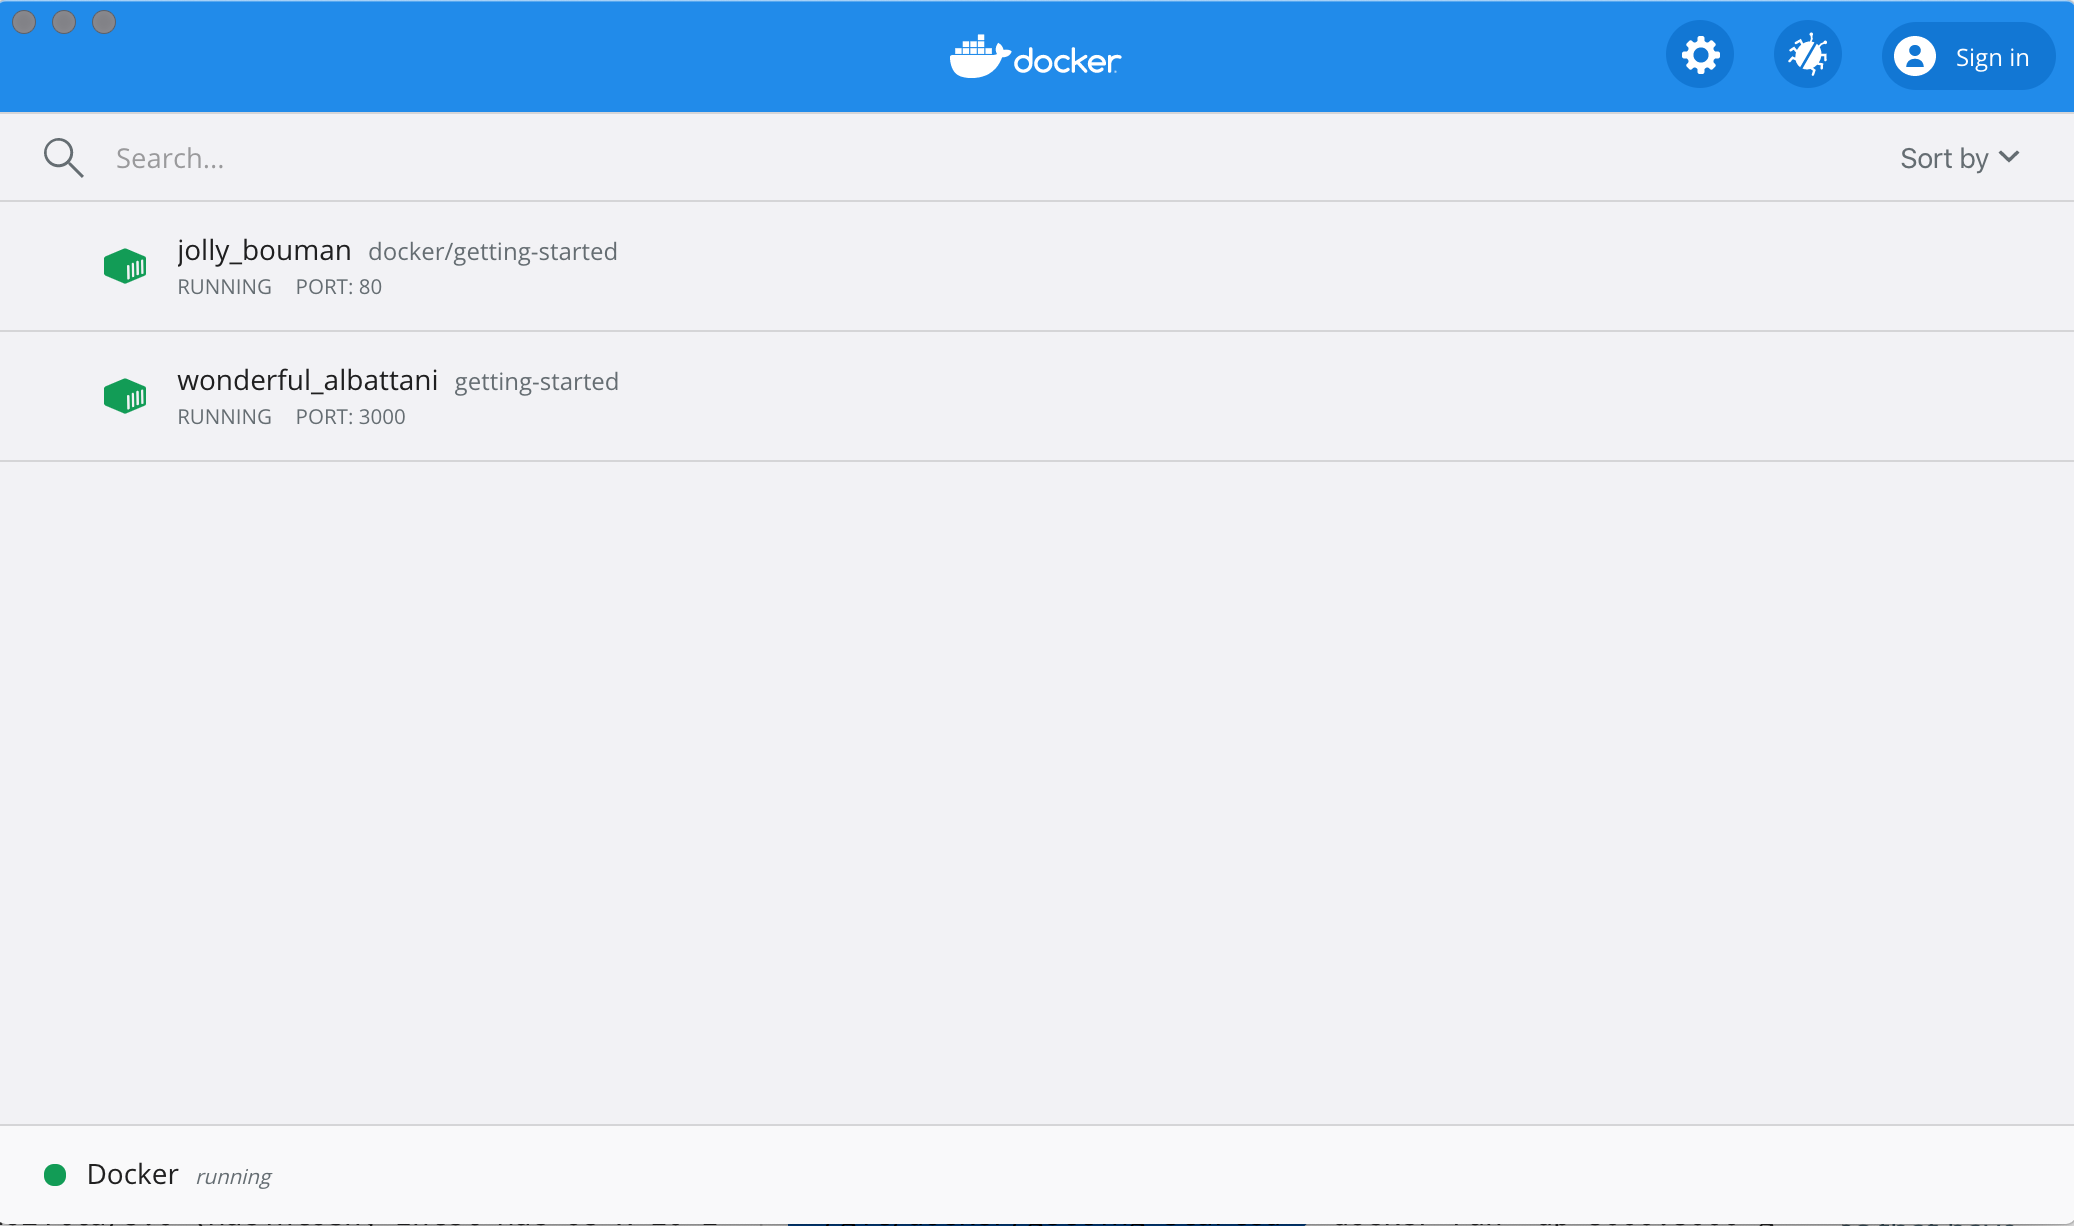 docker
Sign in
Search...
Sort by
jolly_bouman docker/getting-started
RUNNING PORT: 80
wonderful_albattani getting-started
RUNNING PORT: 3000
Docker running